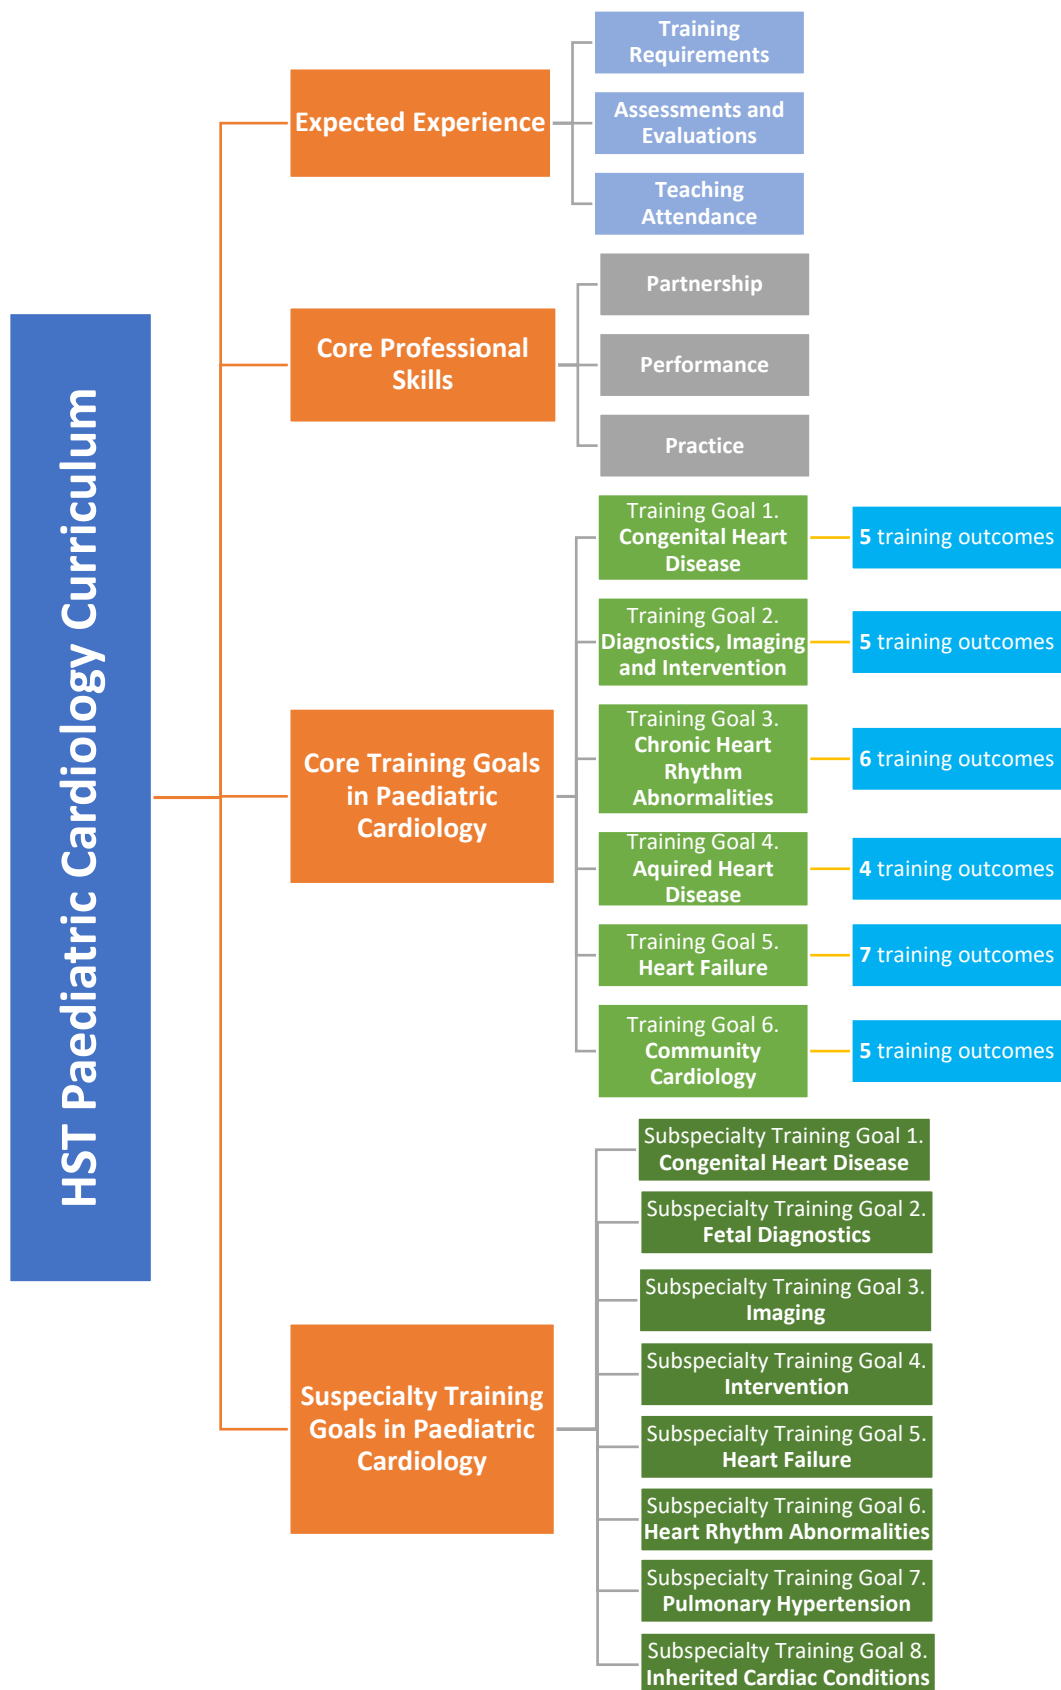 HST Paediatric Cardiology Curriculum
Expected Experience
Training
Requirements
Assessments and
Evaluations
Teaching
Attendance
Core Professional
Skills
Partnership
Performance
Practice
Core Training Goals
in Paediatric
Cardiology
Training Goal 1.
Congenital Heart
Disease
5 training outcomes
Training Goal 2.
Diagnostics, Imaging
and Intervention
5 training outcomes
Training Goal 3.
Chronic Heart
Rhythm
Abnormalities
6 training outcomes
Training Goal 4.
Aquired Heart
Disease
4 training outcomes
Training Goal 5.
Heart Failure
7 training outcomes
Training Goal 6.
Community
Cardiology
5 training outcomes
Suspecialty Training
Goals in Paediatric
Cardiology
Subspecialty Training Goal 1.
Congenital Heart Disease
Subspecialty Training Goal 2.
Fetal Diagnostics
Subspecialty Training Goal 3.
Imaging
Subspecialty Training Goal 4.
Intervention
Subspecialty Training Goal 5.
Heart Failure
Subspecialty Training Goal 6.
Heart Rhythm Abnormalities
Subspecialty Training Goal 7.
Pulmonary Hypertension
Subspecialty Training Goal 8.
Inherited Cardiac Conditions